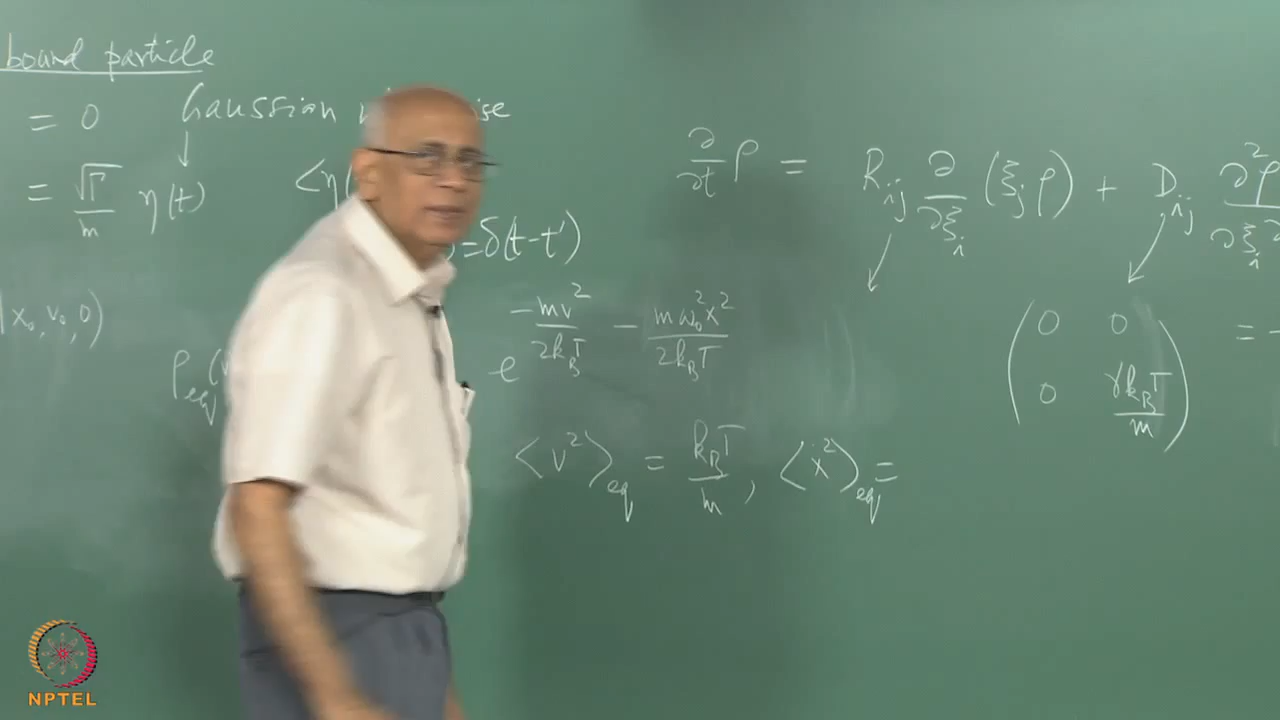 bound particle
= 0 Gaussian
= √Γ/m η(t) <η(
) = δ(t-t')
| x₀, v₀, 0)
ρ_eq( e^{-mv²/2k_BT - mω₀²x²/2k_BT}
<v²>_eq = k_BT/m , <x²>_eq =
∂/∂t ρ = R_ij ∂/∂ξ_i (ξ_j ρ) + D_ij ∂²ρ/∂ξ_i
( 0 0
0 γk_BT/m ) =
NPTEL